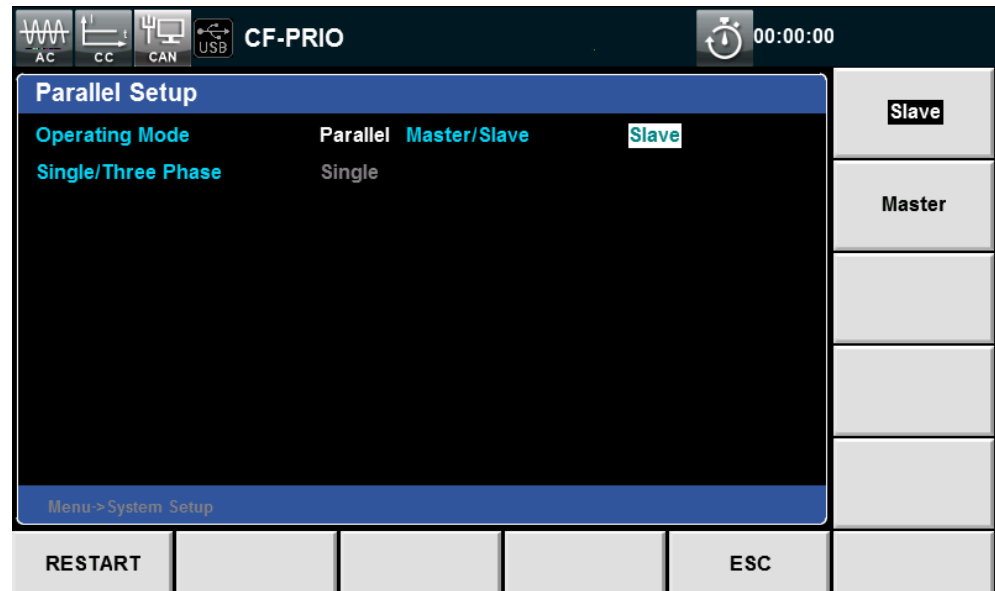 AC CC CAN USB CF-PRIO 00:00:00
Parallel Setup
Operating Mode Parallel Master/Slave Slave
Single/Three Phase Single
Menu->System Setup
Slave
Master
RESTART ESC